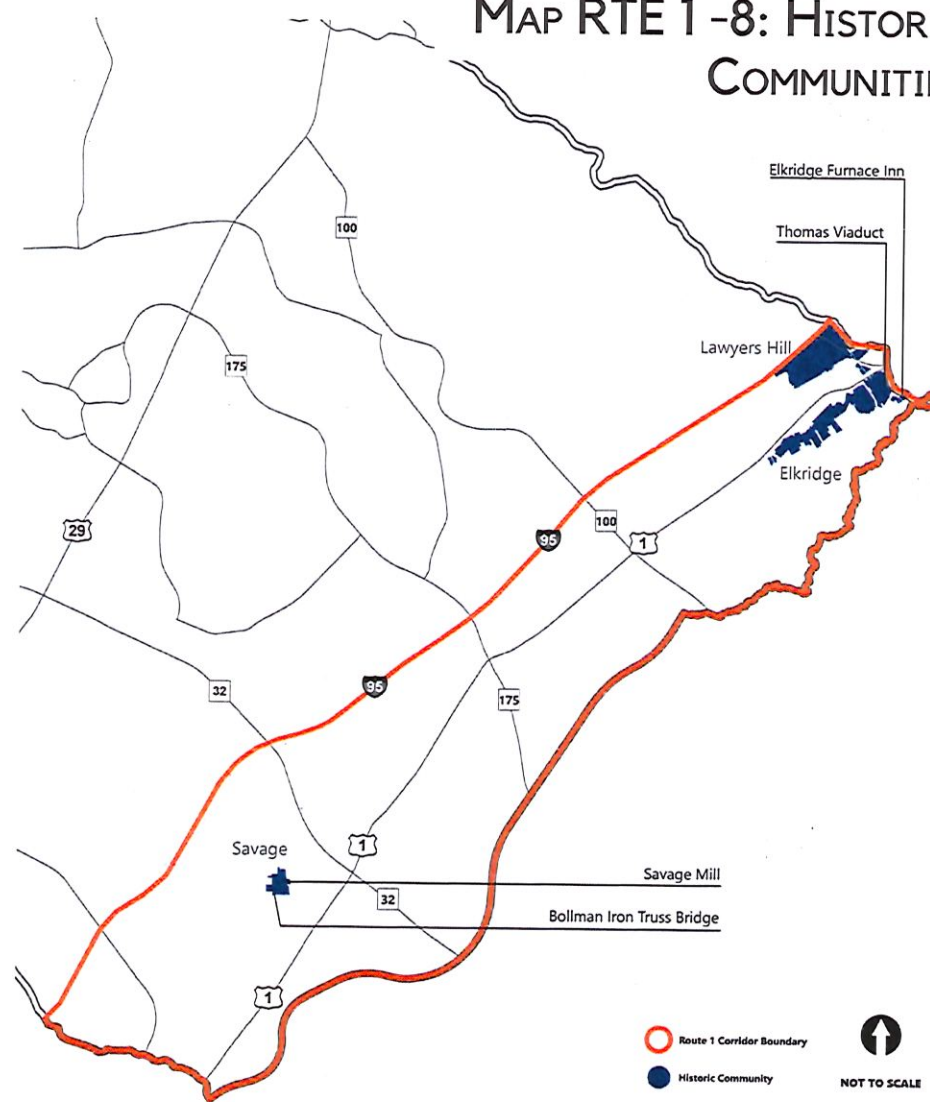 MAP RTE 1-8: HISTOR
COMMUNITI
Elkridge Furnace Inn
Thomas Viaduct
100
Lawyers Hill
175
Elkridge
29
100
95
1
32
95
175
Savage
1
Savage Mill
32
Bollman Iron Truss Bridge
1
Route 1 Corridor Boundary
Historic Community
NOT TO SCALE